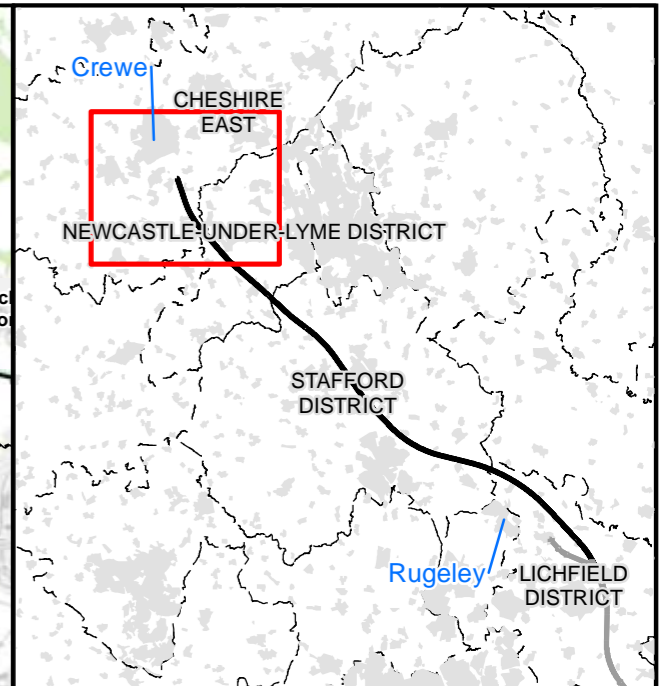 Crewe
CHESHIRE
EAST
NEWCASTLE-UNDER-LYME DISTRICT
STAFFORD
DISTRICT
Rugeley
LICHFIELD
DISTRICT